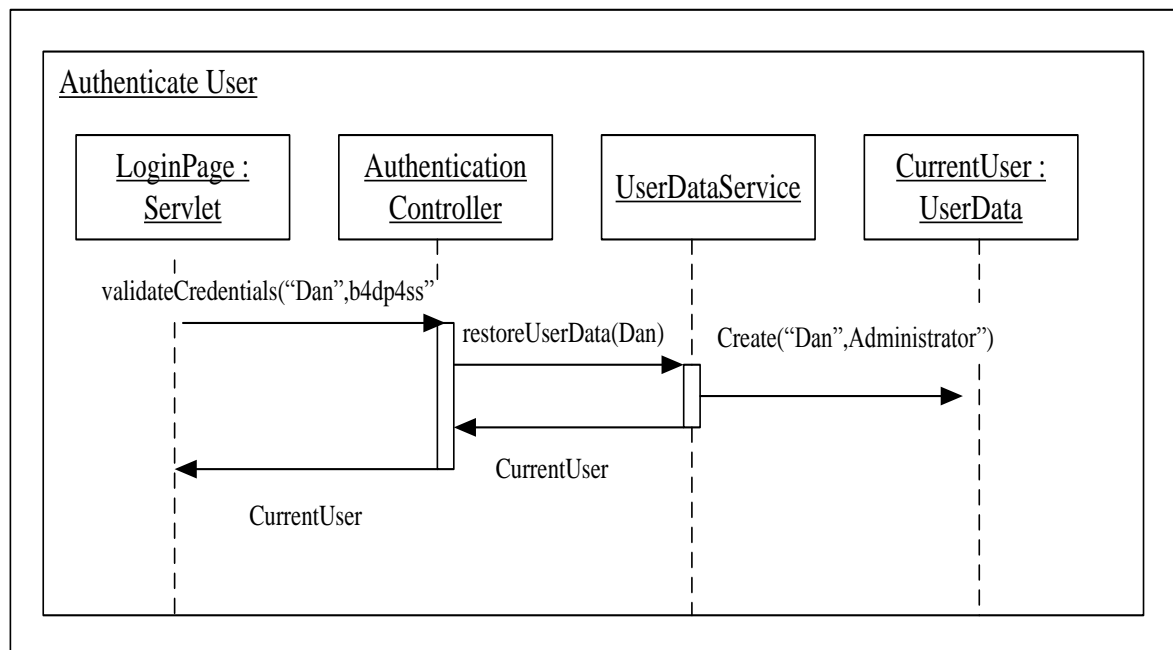 Authenticate User
LoginPage :
Servlet
Authentication
Controller
UserDataService
CurrentUser :
UserData
validateCredentials(“Dan”,b4dp4ss”
restoreUserData(Dan)
Create(“Dan”,Administrator”)
CurrentUser
CurrentUser